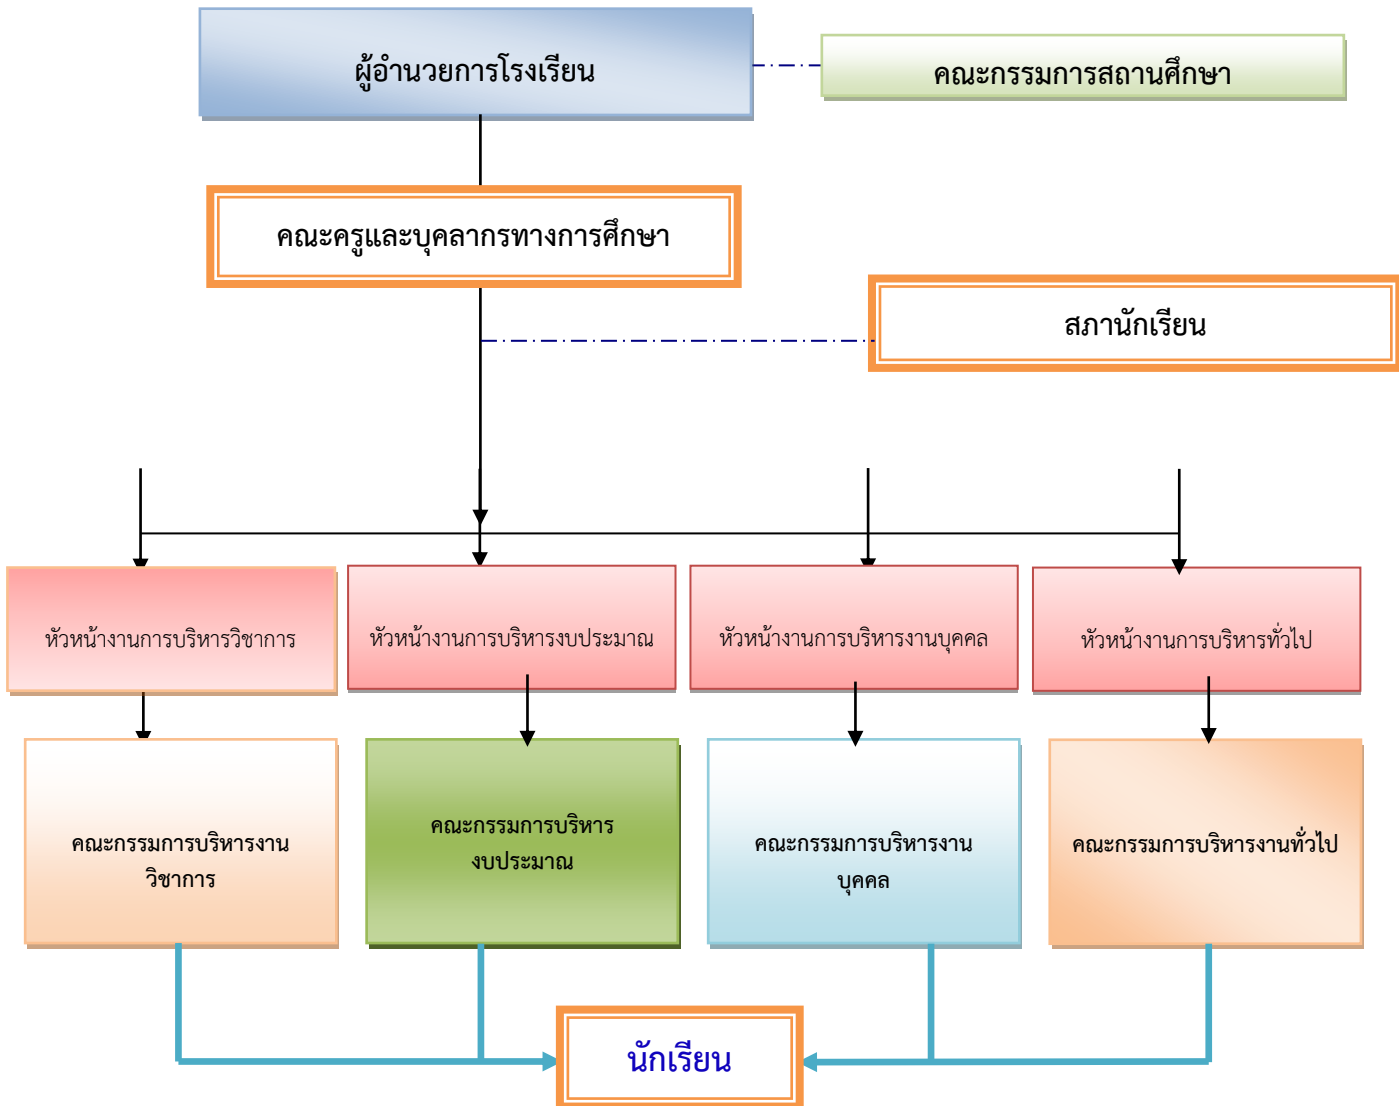 ผู้อำนวยการโรงเรียน
คณะกรรมการสถานศึกษา
คณะครูและบุคลากรทางการศึกษา
สภานักเรียน
หัวหน้างานการบริหารวิชาการ
หัวหน้างานการบริหารงบประมาณ
หัวหน้างานการบริหารงานบุคคล
หัวหน้างานการบริหารทั่วไป
คณะกรรมการบริหารงาน
วิชาการ
คณะกรรมการบริหาร
งบประมาณ
คณะกรรมการบริหารงาน
บุคคล
คณะกรรมการบริหารงานทั่วไป
นักเรียน